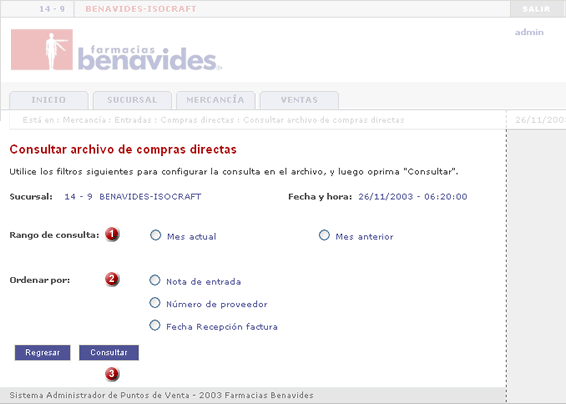 14 - 9 BENAVIDES-ISOCRAFT SALIR
admin
farmacias
benavides
INICIO SUCURSAL MERCANCÍA VENTAS
Está en : Mercancía : Entradas : Compras directas : Consultar archivo de compras directas 26/11/2003
Consultar archivo de compras directas
Utilice los filtros siguientes para configurar la consulta en el archivo, y luego oprima "Consultar".
Sucursal: 14 - 9 BENAVIDES-ISOCRAFT Fecha y hora: 26/11/2003 - 06:20:00
Rango de consulta: 1 Mes actual Mes anterior
Ordenar por: 2 Nota de entrada
Número de proveedor
Fecha Recepción factura
Regresar Consultar
3
Sistema Administrador de Puntos de Venta - 2003 Farmacias Benavides